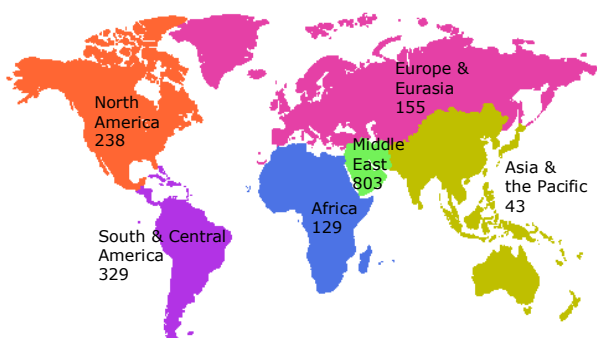 North
America
238
Europe &
Eurasia
155
Middle
East
803
Asia &
the Pacific
43
Africa
129
South & Central
America
329